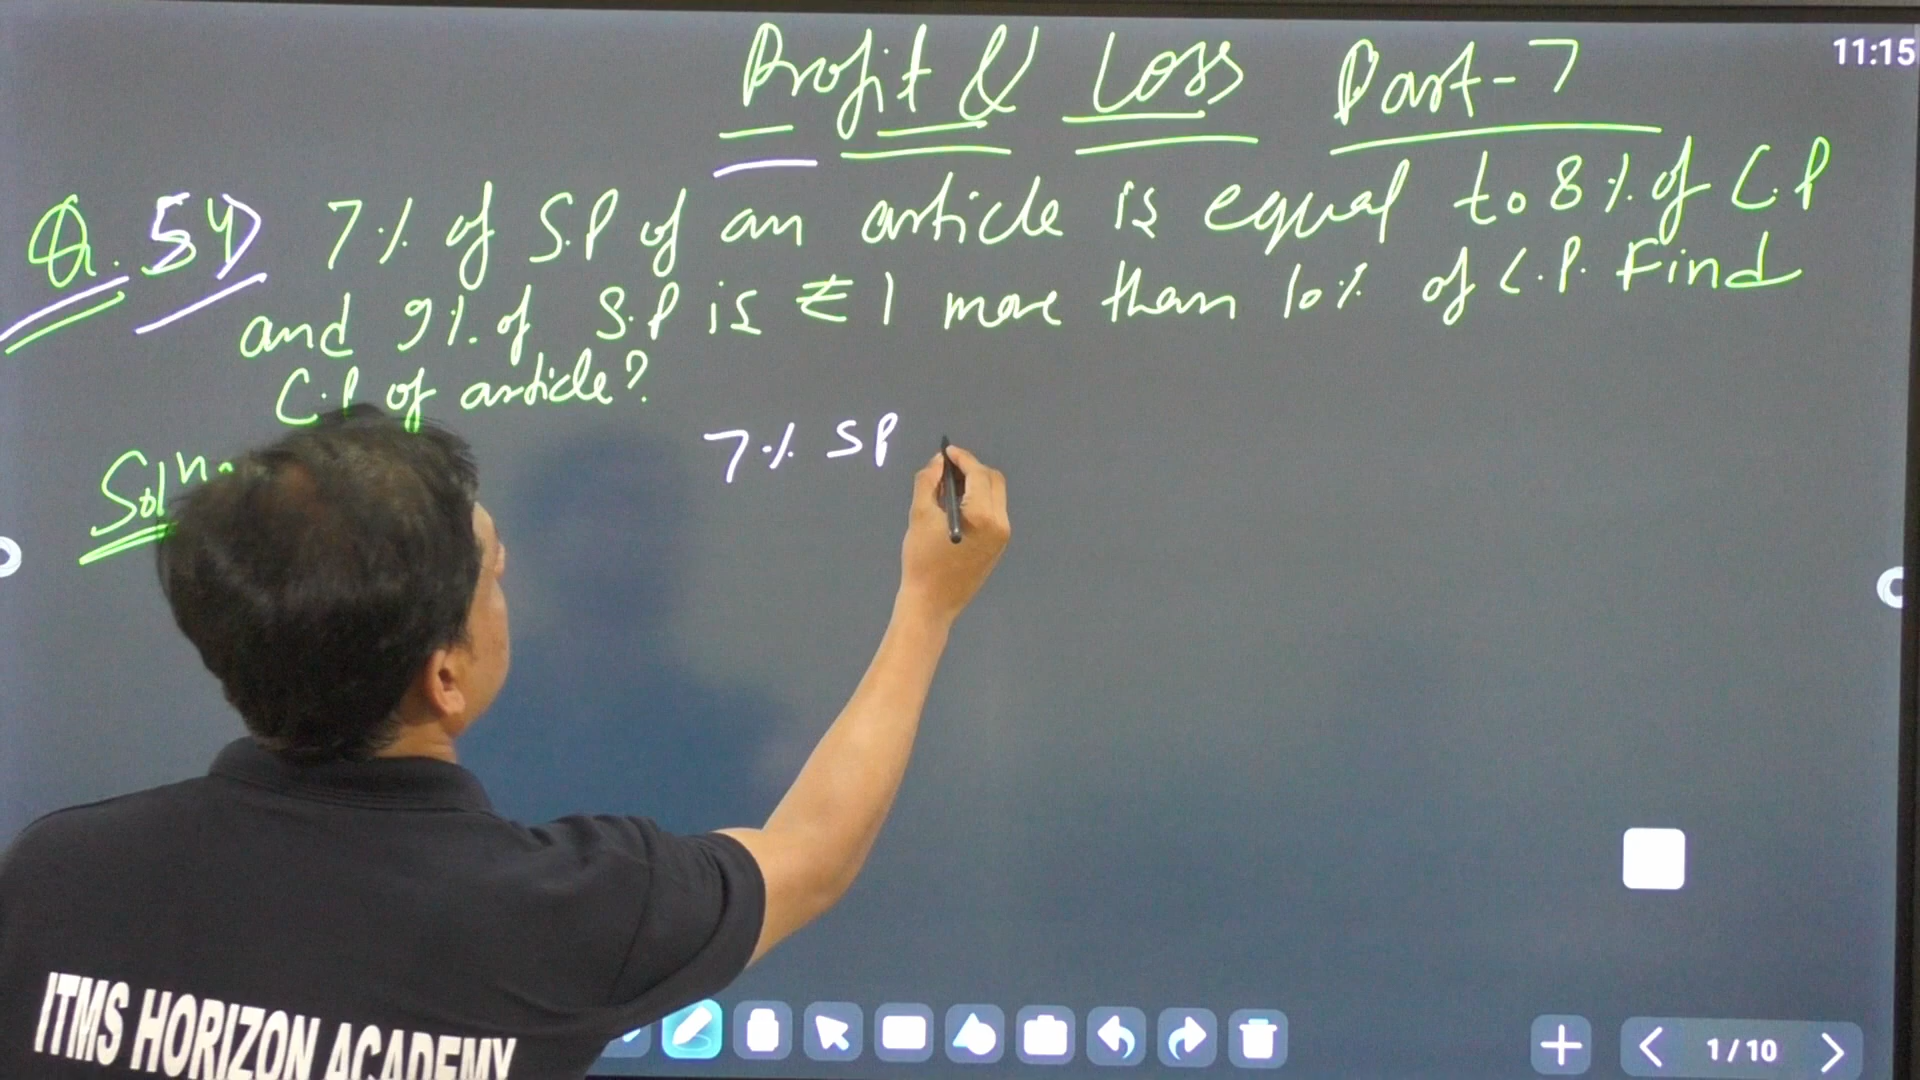 11:15
Profit & Loss Part-7
Q. 54) 7% of S.P of an article is equal to 8% of C.P
and 9% of S.P is ₹ 1 more than 10% of C.P. Find
C.P of article?
Soln.
7% SP
ITMS HORIZON ACADEMY
1/10